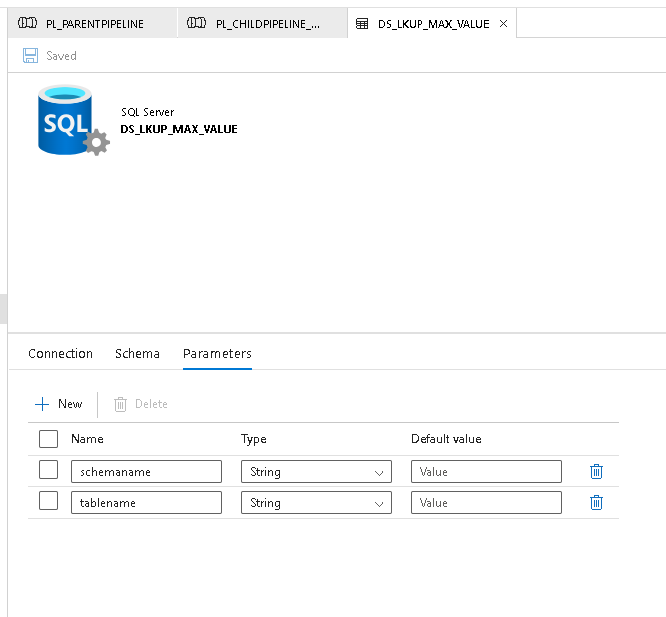 PL_PARENTPIPELINE PL_CHILDPIPELINE_... DS_LKUP_MAX_VALUE
Saved
SQL
SQL Server
DS_LKUP_MAX_VALUE
Connection Schema Parameters
New Delete
Name Type Default value
schemaname String Value
tablename String Value